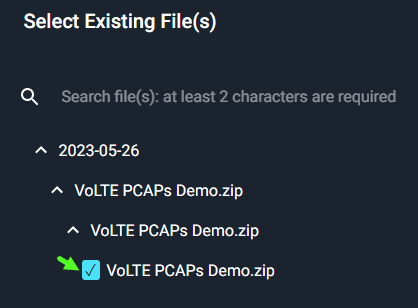 Select Existing File(s)
Search file(s): at least 2 characters are required
2023-05-26
VoLTE PCAPs Demo.zip
VoLTE PCAPs Demo.zip
VoLTE PCAPs Demo.zip